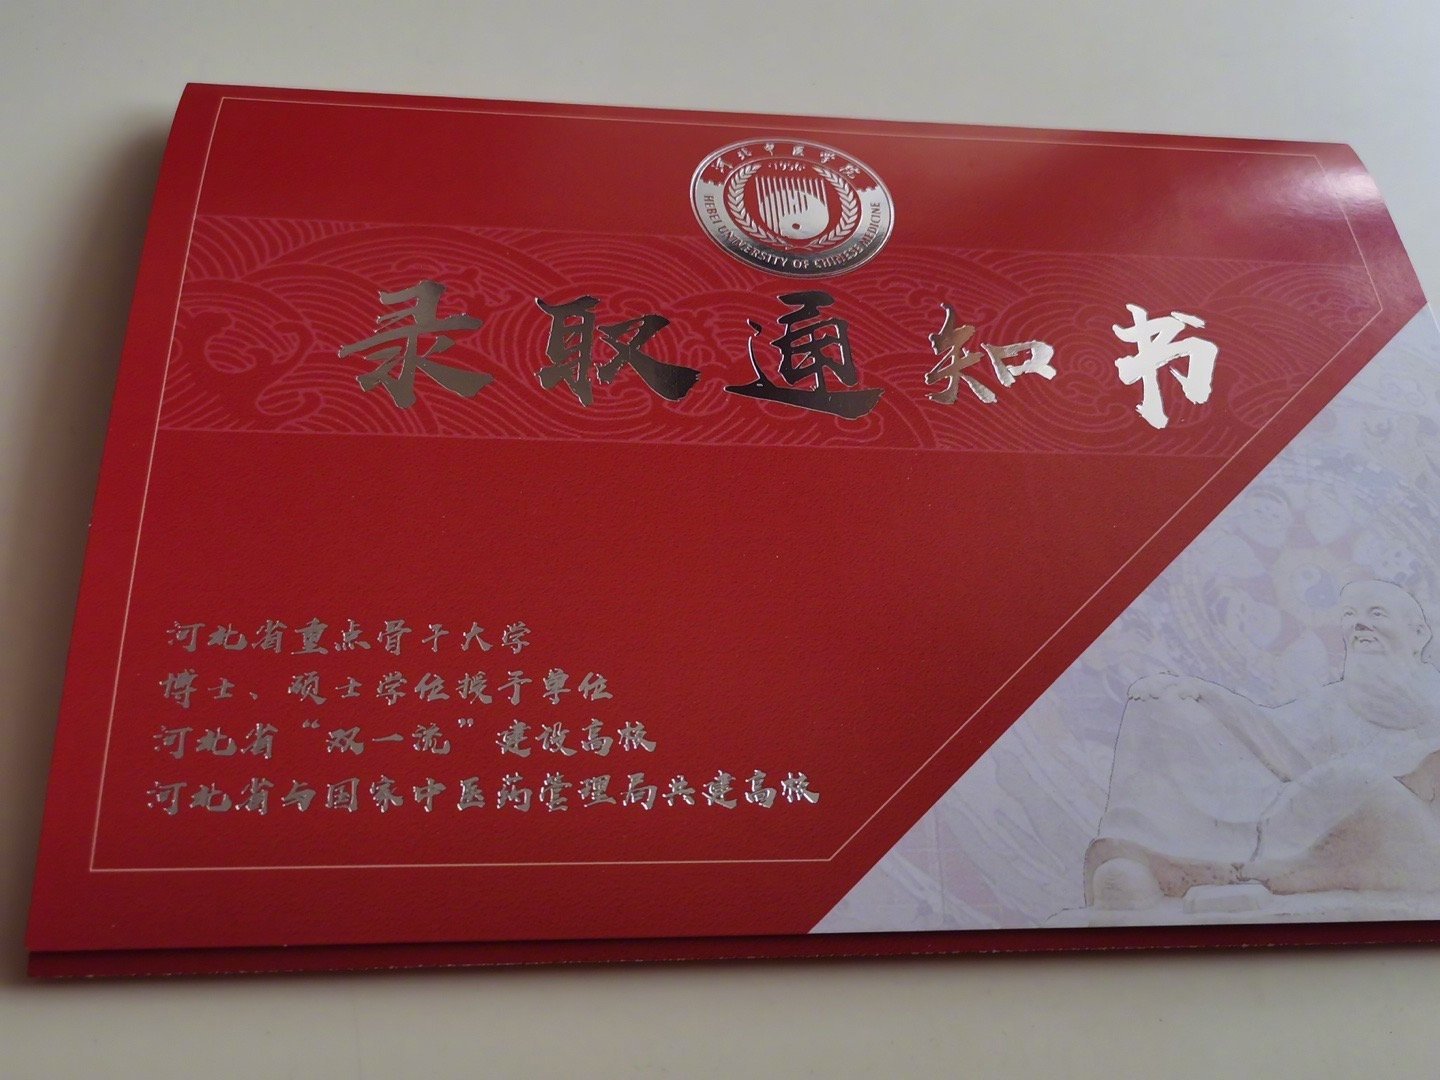 河北中医学院
·1956·
HEBEI UNIVERSITY OF CHINESE MEDICINE
录取通知书
河北省重点骨干大学
博士、硕士学位授予单位
河北省“双一流”建设高校
河北省与国家中医药管理局共建高校